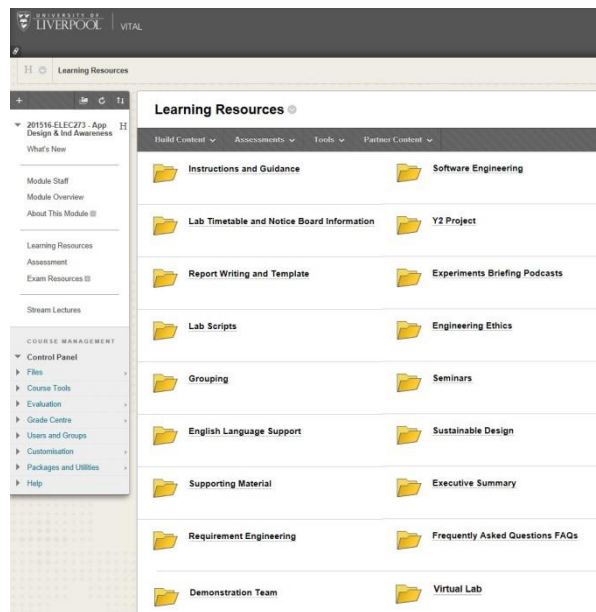 UNIVERSITY OF
LIVERPOOL VITAL
H Learning Resources
201516-ELEC273 - App
Design & Ind Awareness
H
What's New
Module Staff
Module Overview
About This Module
Learning Resources
Assessment
Exam Resources
Stream Lectures
COURSE MANAGEMENT
Control Panel
Files
Course Tools
Evaluation
Grade Centre
Users and Groups
Customisation
Packages and Utilities
Help
Learning Resources
Build Content Assessments Tools Partner Content
Instructions and Guidance
Software Engineering
Lab Timetable and Notice Board Information
Y2 Project
Report Writing and Template
Experiments Briefing Podcasts
Lab Scripts
Engineering Ethics
Grouping
Seminars
English Language Support
Sustainable Design
Supporting Material
Executive Summary
Requirement Engineering
Frequently Asked Questions FAQs
Demonstration Team
Virtual Lab